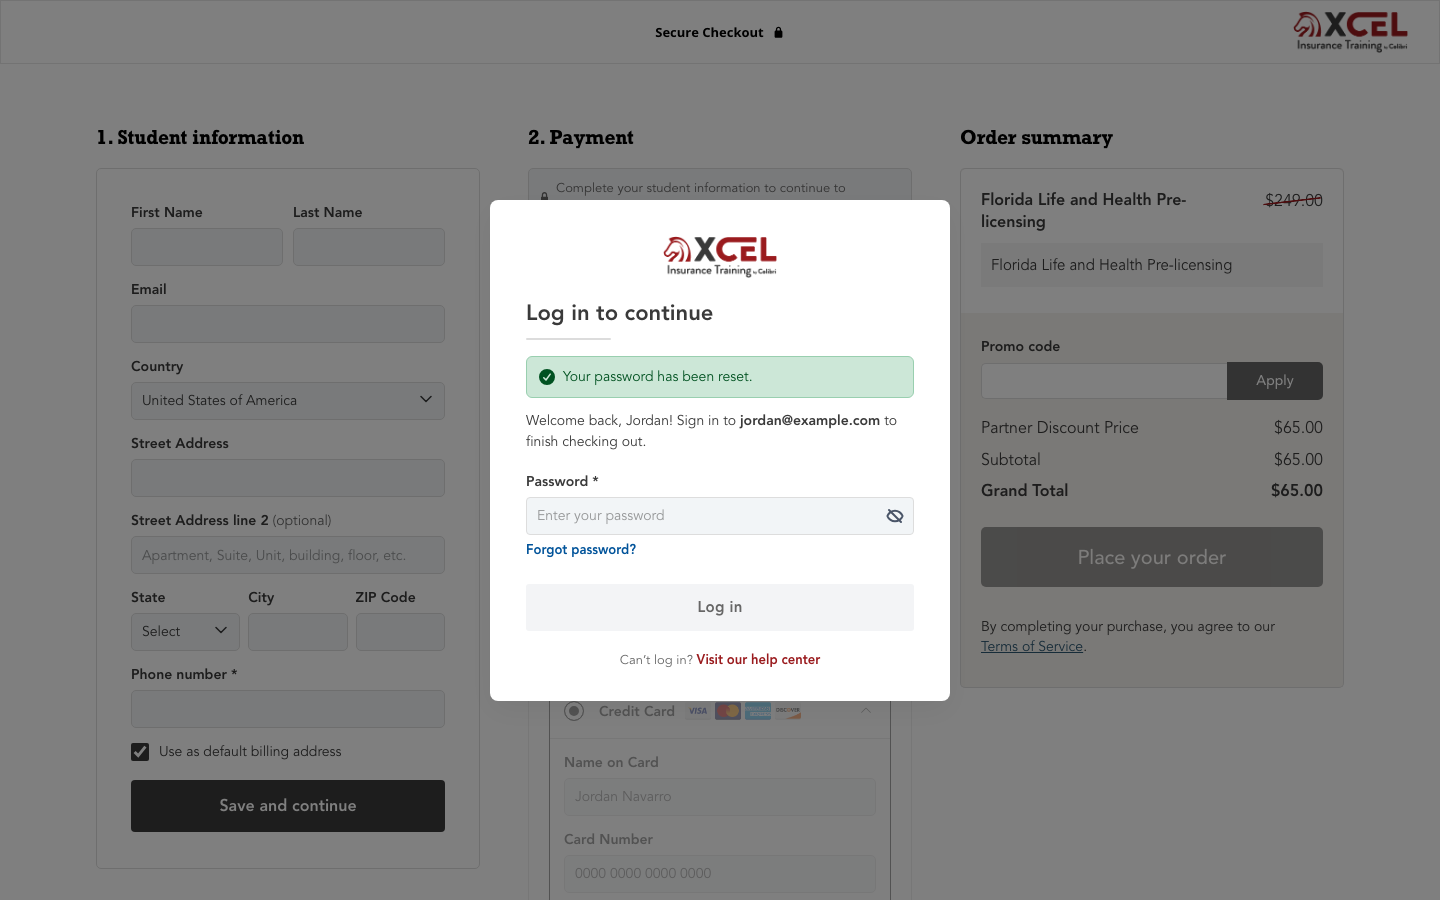 Secure Checkout
XCEL
Insurance Training by Calibri
1. Student information
First Name
Last Name
Email
Country
United States of America
Street Address
Street Address line 2 (optional)
Apartment, Suite, Unit, building, floor, etc.
State
City
ZIP Code
Select
Phone number *
Use as default billing address
Save and continue
2. Payment
Complete your student information to continue to
XCEL
Insurance Training by Calibri
Log in to continue
Your password has been reset.
Welcome back, Jordan! Sign in to jordan@example.com to
finish checking out.
Password *
Enter your password
Forgot password?
Log in
Can't log in? Visit our help center
Credit Card
VISA
DISCOVER
Name on Card
Jordan Navarro
Card Number
0000 0000 0000 0000
Order summary
Florida Life and Health Pre-
licensing
$249.00
Florida Life and Health Pre-licensing
Promo code
Apply
Partner Discount Price
$65.00
Subtotal
$65.00
Grand Total
$65.00
Place your order
By completing your purchase, you agree to our
Terms of Service.